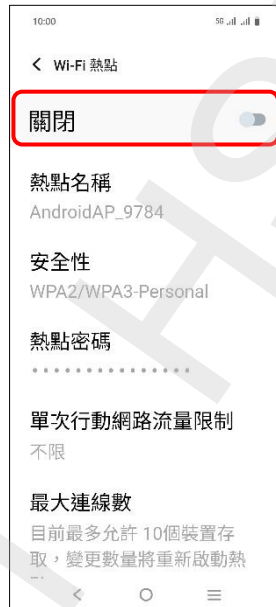 10:00
5G
Wi-Fi 熱點
關閉
熱點名稱
AndroidAP_9784
安全性
WPA2/WPA3-Personal
熱點密碼
單次行動網路流量限制
不限
最大連線數
目前最多允許 10個裝置存
取，變更數量將重新啟動熱